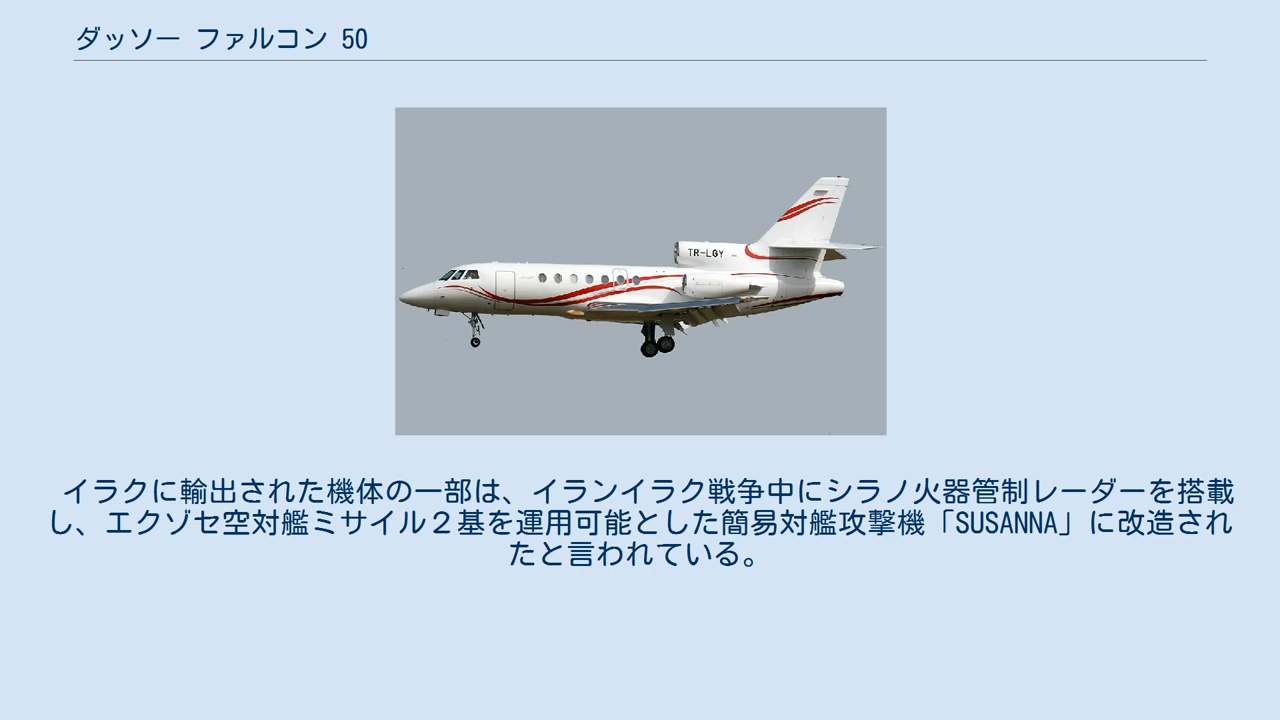 ダッソー ファルコン 50
TR-LGY
イラクに輸出された機体の一部は、イランイラク戦争中にシラノ火器管制レーダーを搭載
し、エクゾセ空対艦ミサイル２基を運用可能とした簡易対艦攻撃機「SUSANNA」に改造され
たと言われている。